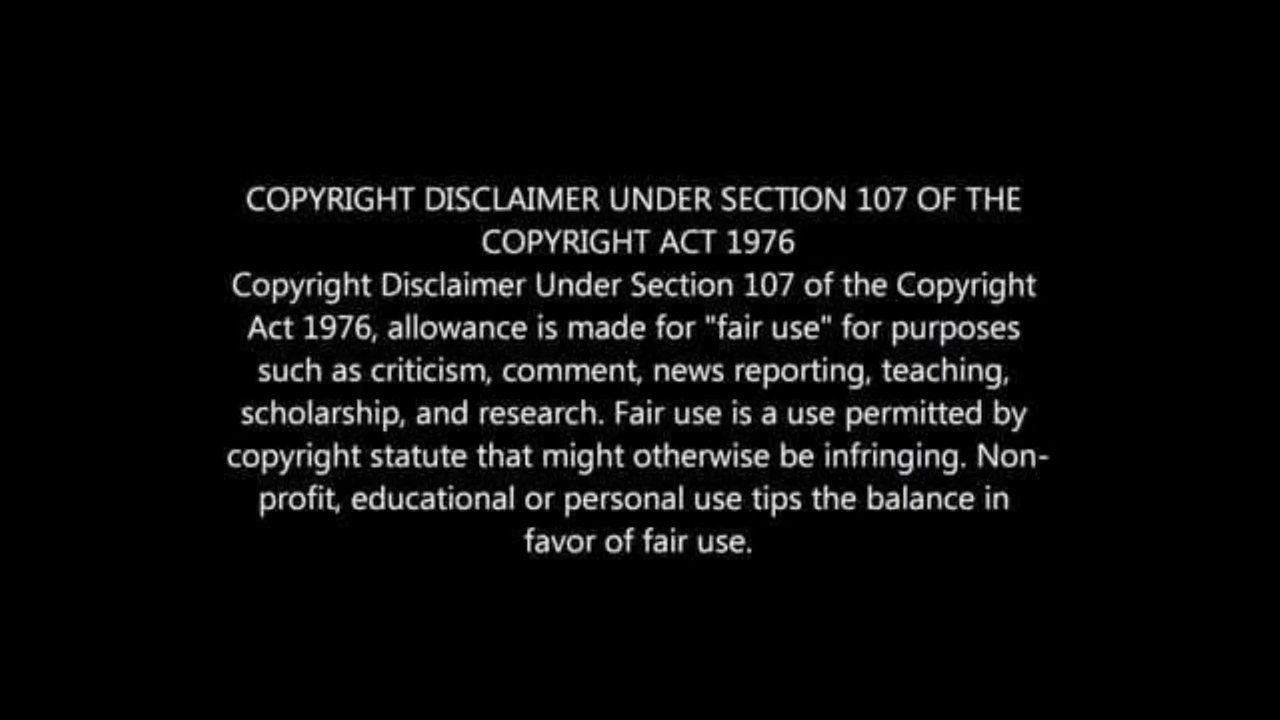 COPYRIGHT DISCLAIMER UNDER SECTION 107 OF THE
COPYRIGHT ACT 1976
Copyright Disclaimer Under Section 107 of the Copyright
Act 1976, allowance is made for "fair use" for purposes
such as criticism, comment, news reporting, teaching,
scholarship, and research. Fair use is a use permitted by
copyright statute that might otherwise be infringing. Non-
profit, educational or personal use tips the balance in
favor of fair use.